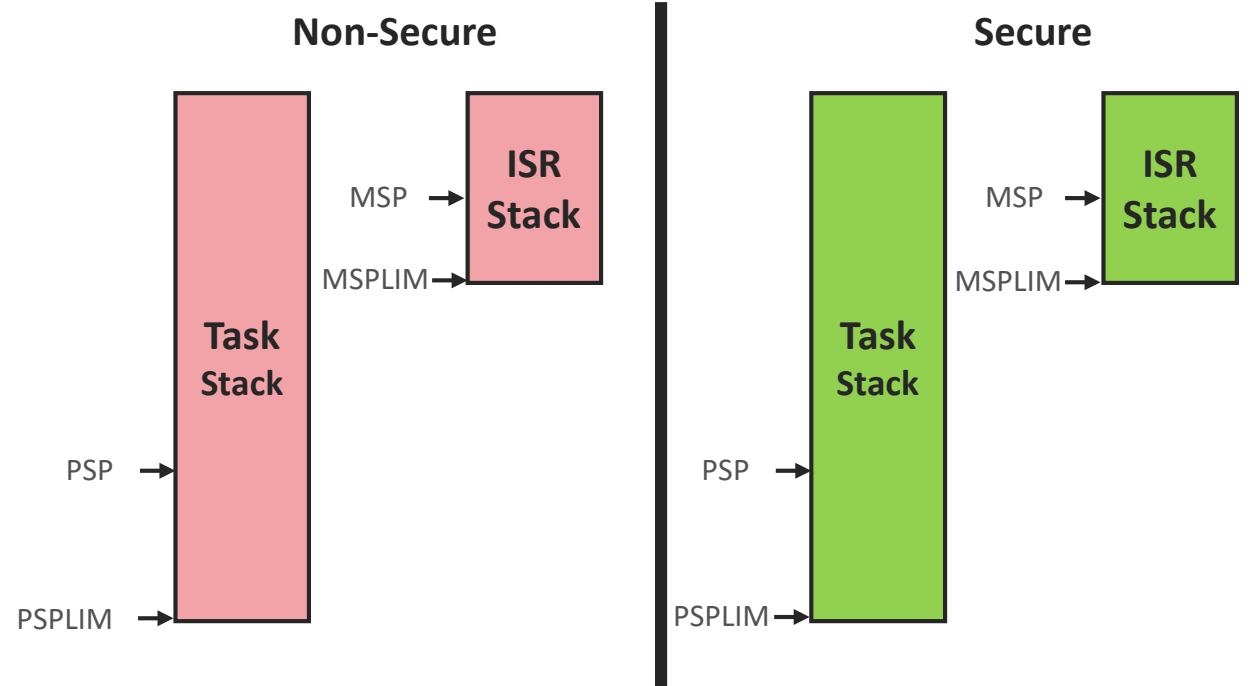 Non-Secure
ISR
Stack
MSP
MSPLIM
Task
Stack
PSP
PSPLIM
Secure
ISR
Stack
MSP
MSPLIM
Task
Stack
PSP
PSPLIM